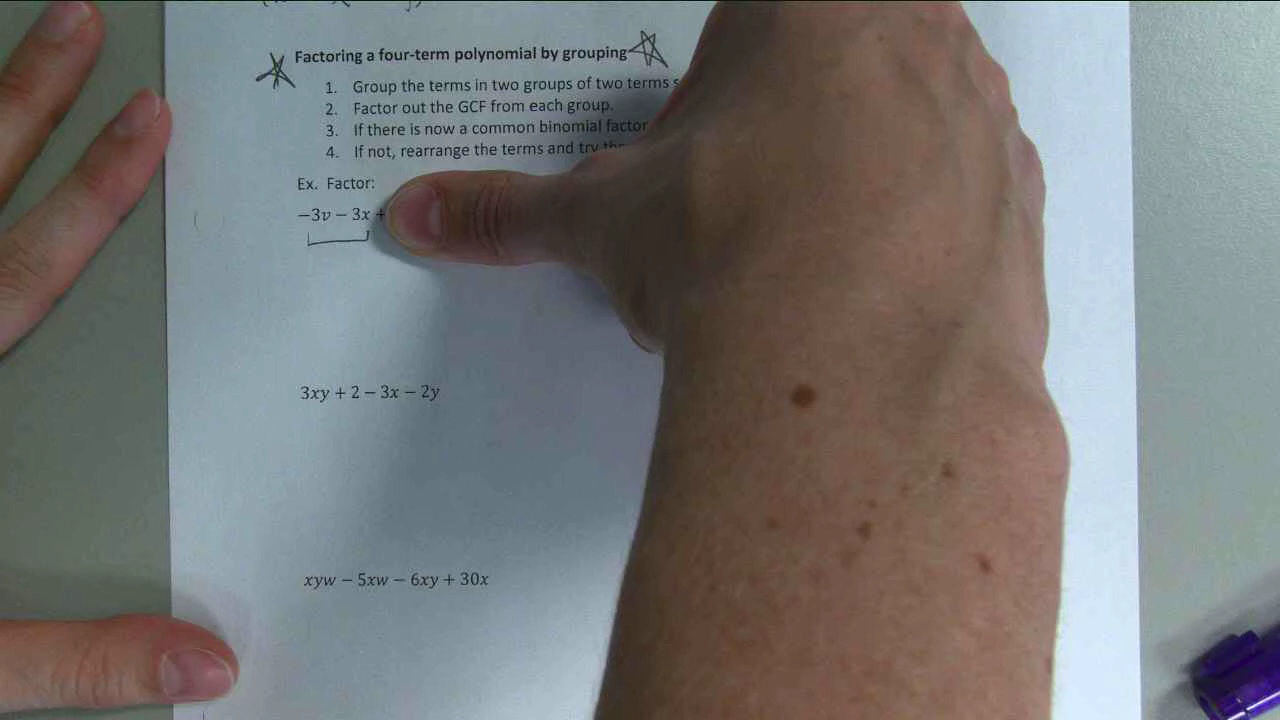 Factoring a four-term polynomial by grouping
1. Group the terms in two groups of two terms
2. Factor out the GCF from each group.
3. If there is now a common binomial factor
4. If not, rearrange the terms and try
Ex. Factor:
−3v − 3x +
3xy + 2 − 3x − 2y
xyw − 5xw − 6xy + 30x